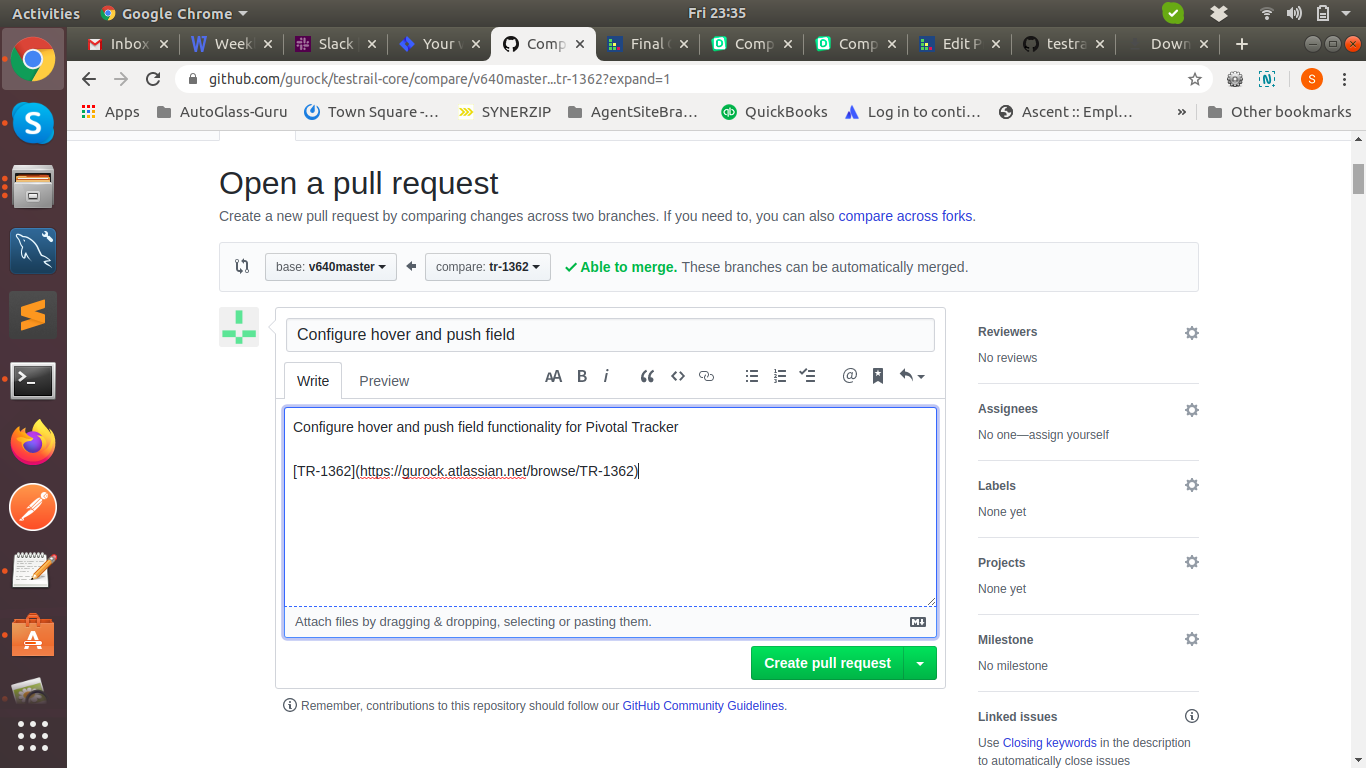 Activities
Google Chrome
Fri 23:35
Inbox
Week
Slack
Your v
Comp
Final
Comp
Comp
Edit P
testra
Down
github.com/gurock/testrail-core/compare/v640master...tr-1362?expand=1
S
Apps
AutoGlass-Guru
Town Square -…
SYNERZIP
AgentSiteBra…
QuickBooks
Log in to conti…
Ascent :: Empl…
»
Other bookmarks
Open a pull request
Create a new pull request by comparing changes across two branches. If you need to, you can also compare across forks.
base: v640master
compare: tr-1362
Able to merge. These branches can be automatically merged.
Configure hover and push field
Write
Preview
AA B i
@
Configure hover and push field functionality for Pivotal Tracker
[TR-1362](https://gurock.atlassian.net/browse/TR-1362)
Attach files by dragging & dropping, selecting or pasting them.
Create pull request
Remember, contributions to this repository should follow our GitHub Community Guidelines.
Reviewers
No reviews
Assignees
No one—assign yourself
Labels
None yet
Projects
None yet
Milestone
No milestone
Linked issues
Use Closing keywords in the description
to automatically close issues